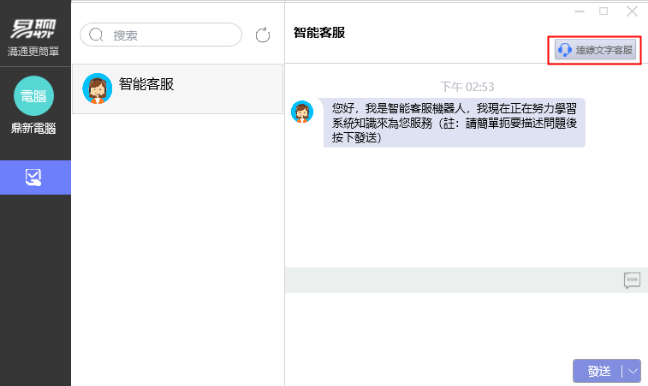 易聊
溝通更簡單
電腦
鼎新電腦
搜索
智能客服
智能客服
連線文字客服
下午 02:53
您好，我是智能客服機器人，我現在正在努力學習
系統知識來為您服務（註：請簡單扼要描述問題後
按下發送）
發送